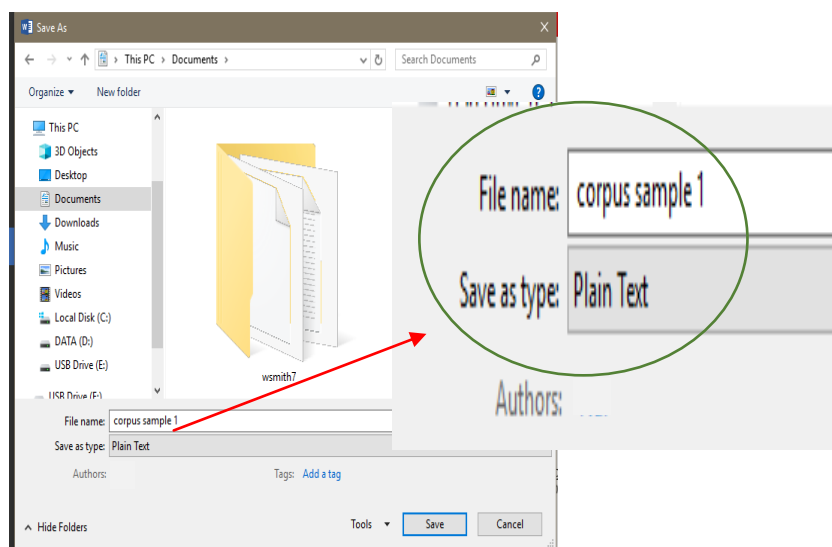 Save As
This PC > Documents >
Search Documents
Organize
New folder
This PC
3D Objects
Desktop
Documents
Downloads
Music
Pictures
Videos
Local Disk (C:)
DATA (D:)
USB Drive (E:)
USB Drive (F:)
wsmith7
File name: corpus sample 1
Save as type: Plain Text
Authors:
Tags: Add a tag
Hide Folders
Tools
Save
Cancel
File name: corpus sample 1
Save as type: Plain Text
Authors: